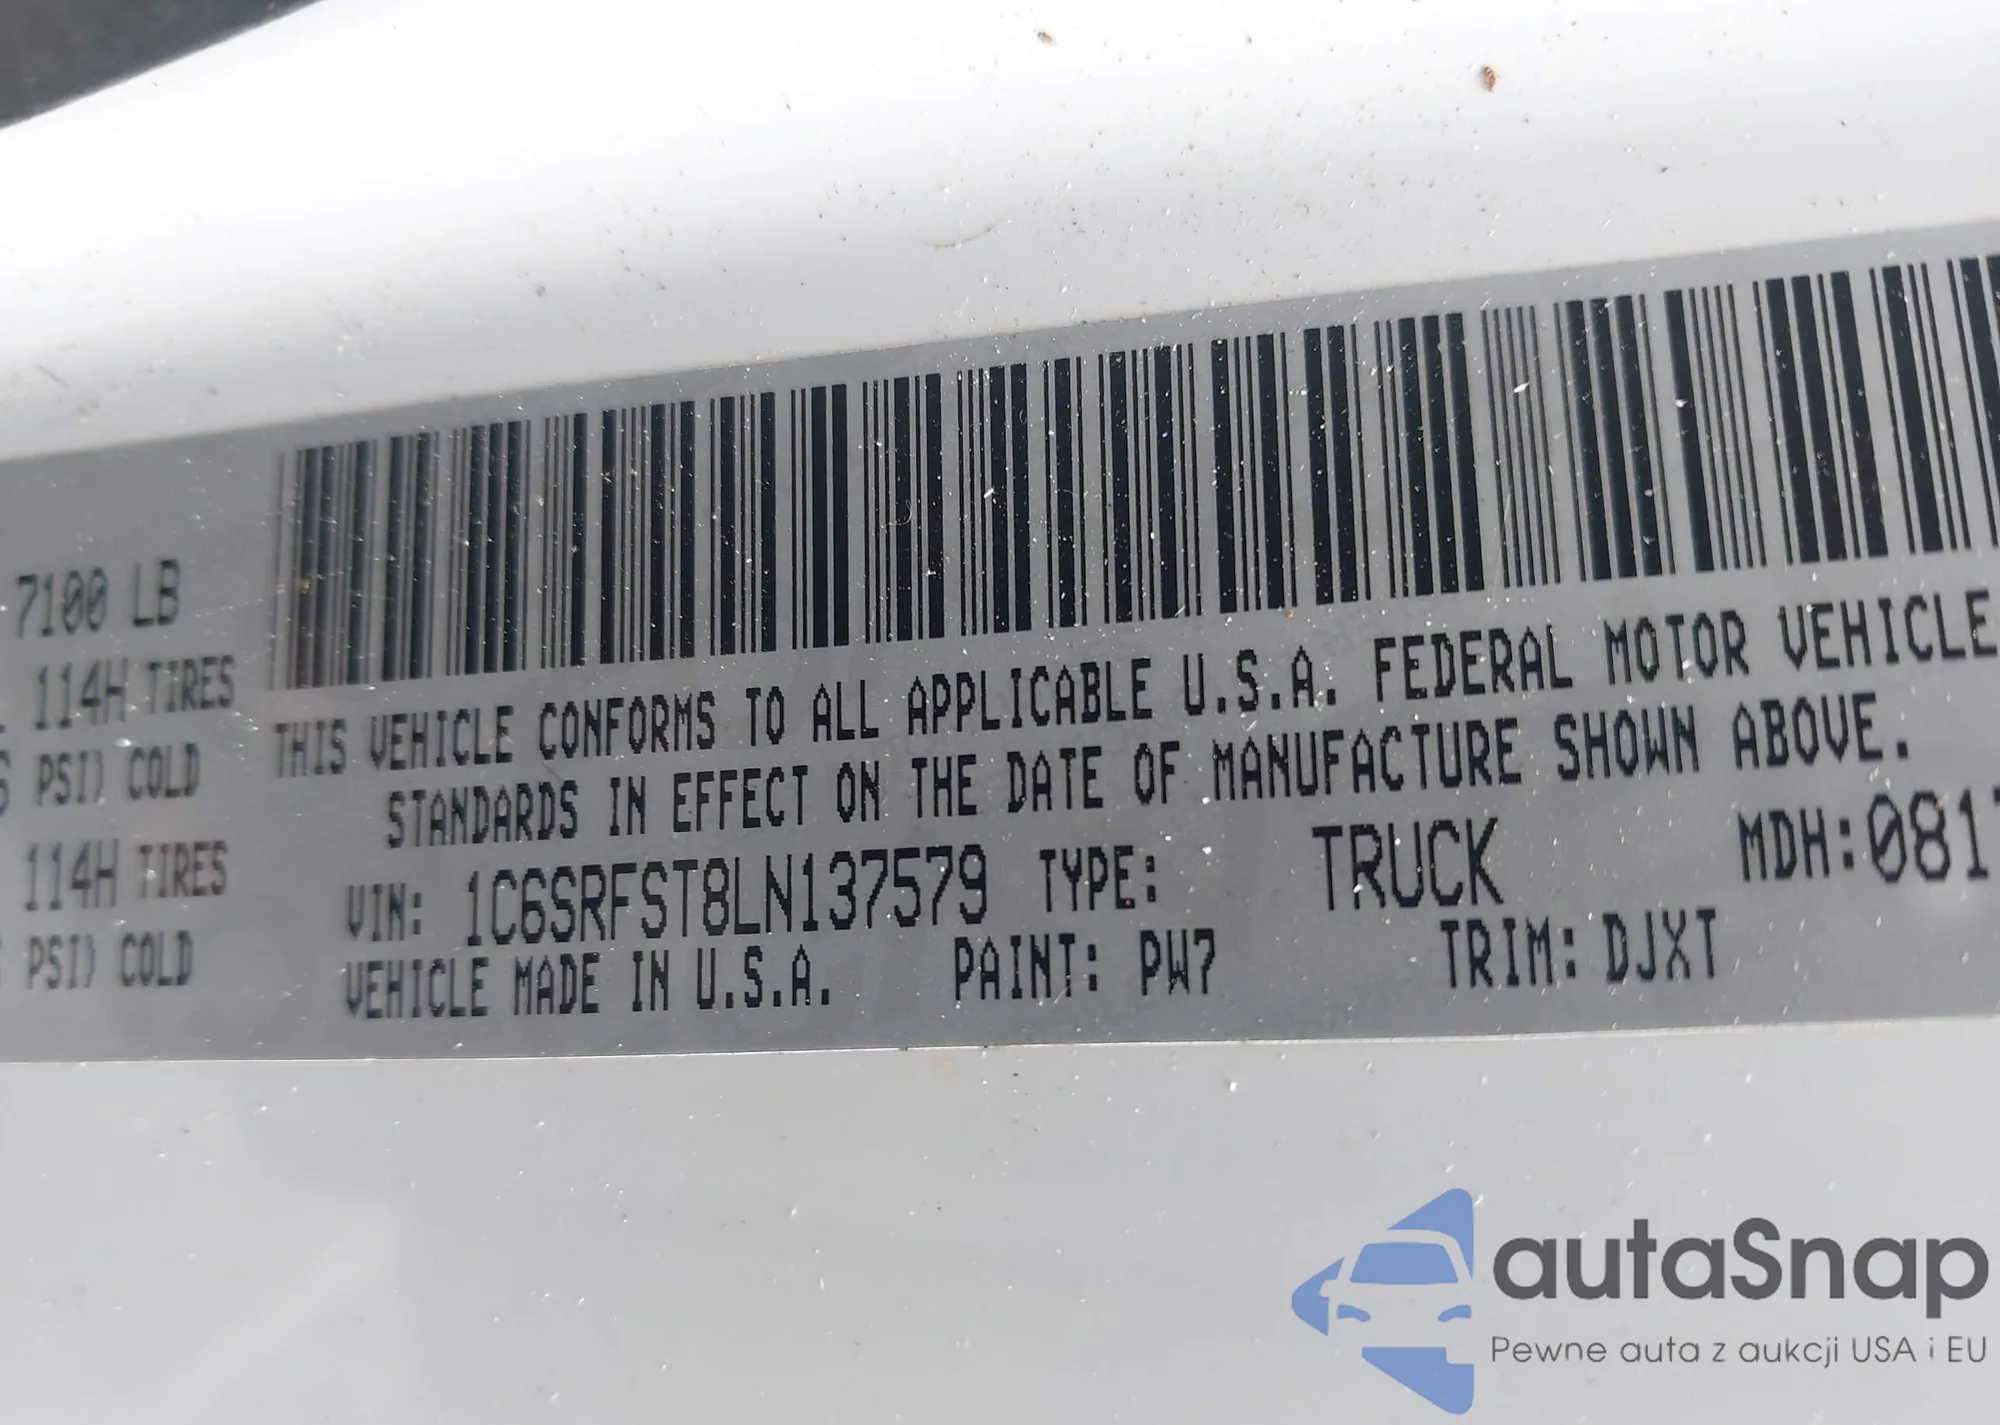 7100 LB
114H TIRES
PSI) COLD
114H TIRES
PSI) COLD
THIS VEHICLE CONFORMS TO ALL APPLICABLE U.S.A. FEDERAL MOTOR VEHICLE
STANDARDS IN EFFECT ON THE DATE OF MANUFACTURE SHOWN ABOVE.
VIN: 1C6SRFST8LN137579 TYPE: TRUCK MDH:081
VEHICLE MADE IN U.S.A. PAINT: PW7 TRIM: DJXT
autaSnap
Pewne auta z aukcji USA i EU